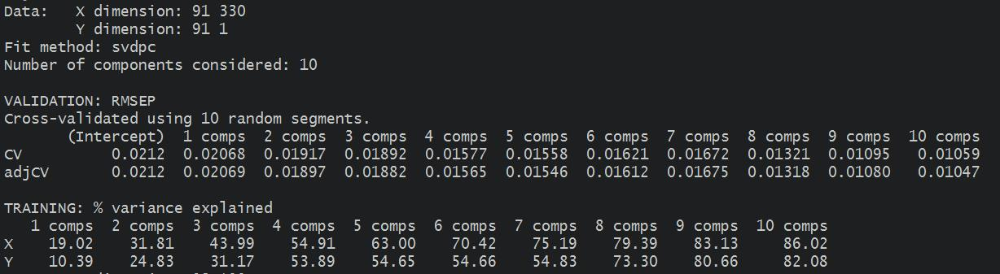 Data: X dimension: 91 330
Y dimension: 91 1
Fit method: svdpc
Number of components considered: 10
VALIDATION: RMSEP
Cross-validated using 10 random segments.
(Intercept) 1 comps 2 comps 3 comps 4 comps 5 comps 6 comps 7 comps 8 comps 9 comps 10 comps
CV 0.0212 0.02068 0.01917 0.01892 0.01577 0.01558 0.01621 0.01672 0.01321 0.01095 0.01059
adjCV 0.0212 0.02069 0.01897 0.01882 0.01565 0.01546 0.01612 0.01675 0.01318 0.01080 0.01047
TRAINING: % variance explained
1 comps 2 comps 3 comps 4 comps 5 comps 6 comps 7 comps 8 comps 9 comps 10 comps
X 19.02 31.81 43.99 54.91 63.00 70.42 75.19 79.39 83.13 86.02
Y 10.39 24.83 31.17 53.89 54.65 54.66 54.83 73.30 80.66 82.08